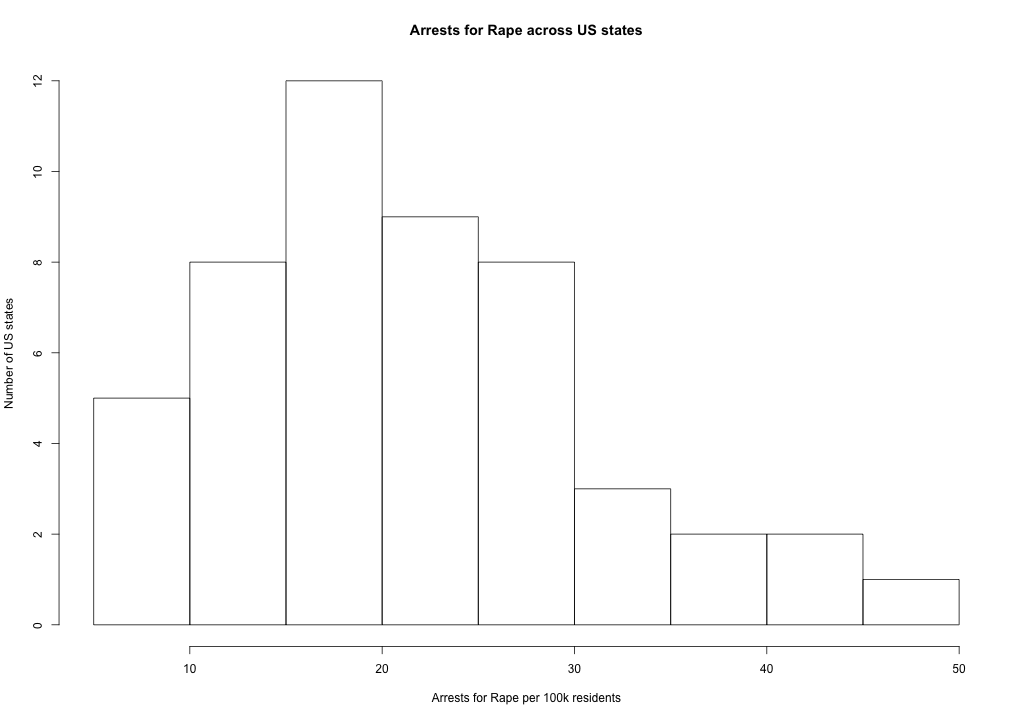 Arrests for Rape across US states
Number of US states
12
10
8
6
4
2
0
10 20 30 40 50
Arrests for Rape per 100k residents